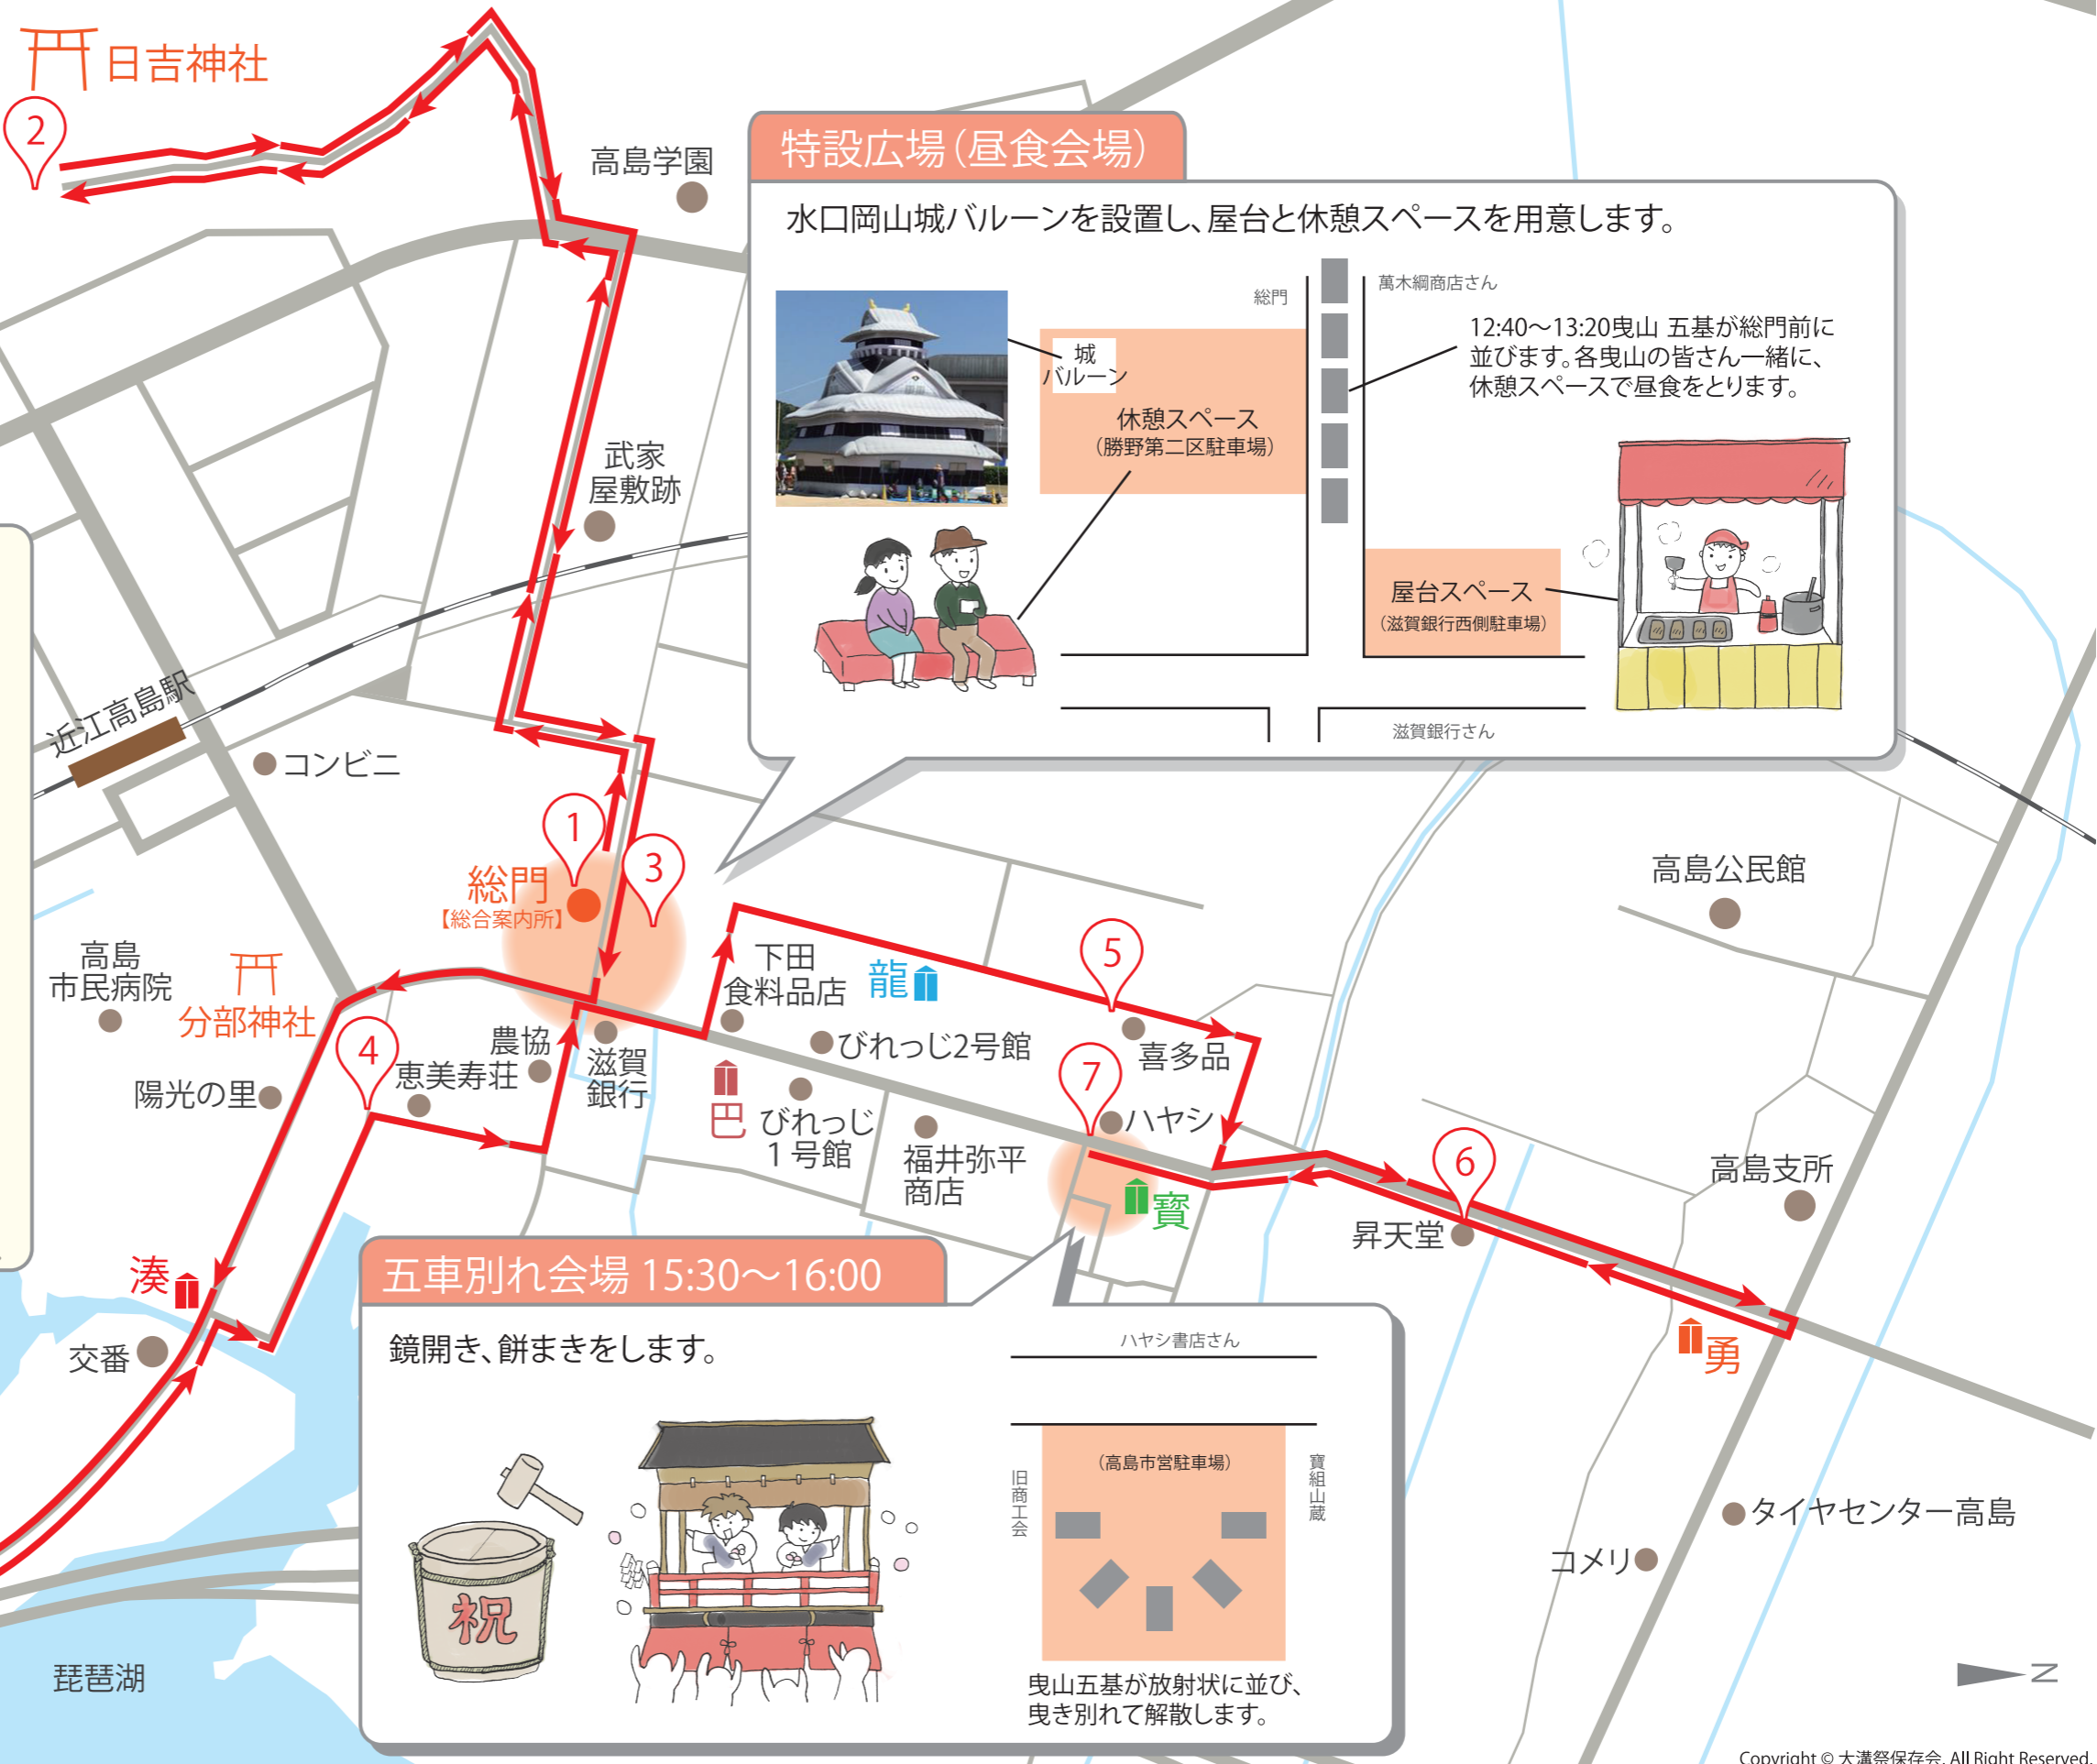 日吉神社
2
高島学園
特設広場（昼食会場）
水口岡山城バルーンを設置し、屋台と休憩スペースを用意します。
総門
萬木綱商店さん
12:40～13:20曳山 五基が総門前に
並びます。各曳山の皆さん一緒に、
休憩スペースで昼食をとります。
城
バルーン
休憩スペース
（勝野第二区駐車場）
屋台スペース
（滋賀銀行西側駐車場）
滋賀銀行さん
武家
屋敷跡
近江高島駅
コンビニ
1
3
総門
【総合案内所】
高島
市民病院
分部神社
4
陽光の里
恵美寿荘
農協
滋賀
銀行
下田
食料品店
龍
5
びれっじ2号館
喜多品
巴
びれっじ
１号館
福井弥平
商店
7
ハヤシ
寳
6
昇天堂
高島公民館
高島支所
勇
湊
交番
琵琶湖
五車別れ会場 15:30～16:00
鏡開き、餅まきをします。
祝
ハヤシ書店さん
（高島市営駐車場）
旧商工会
寶組山蔵
曳山五基が放射状に並び、
曳き別れて解散します。
タイヤセンター高島
コメリ
N
Copyright © 大溝祭保存会. All Right Reserved.